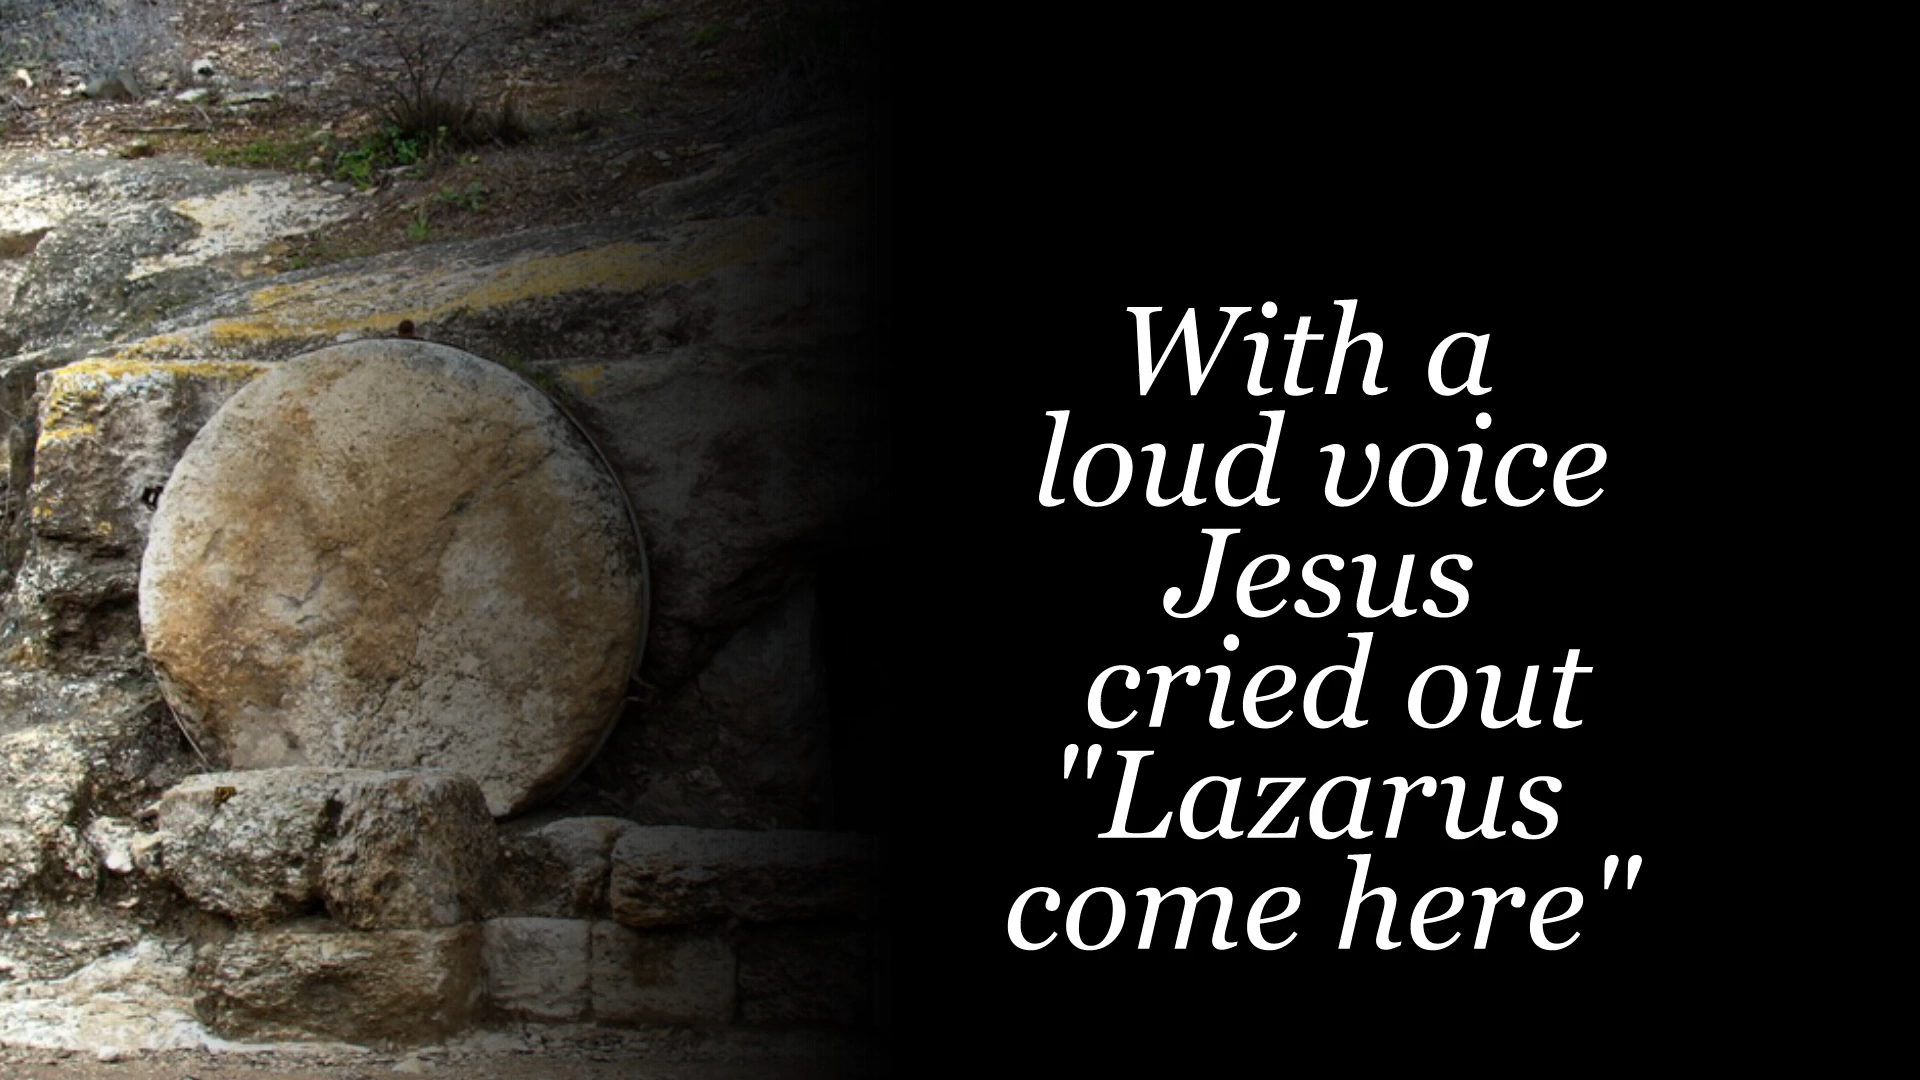 With a
loud voice
Jesus
cried out
"Lazarus
come here"